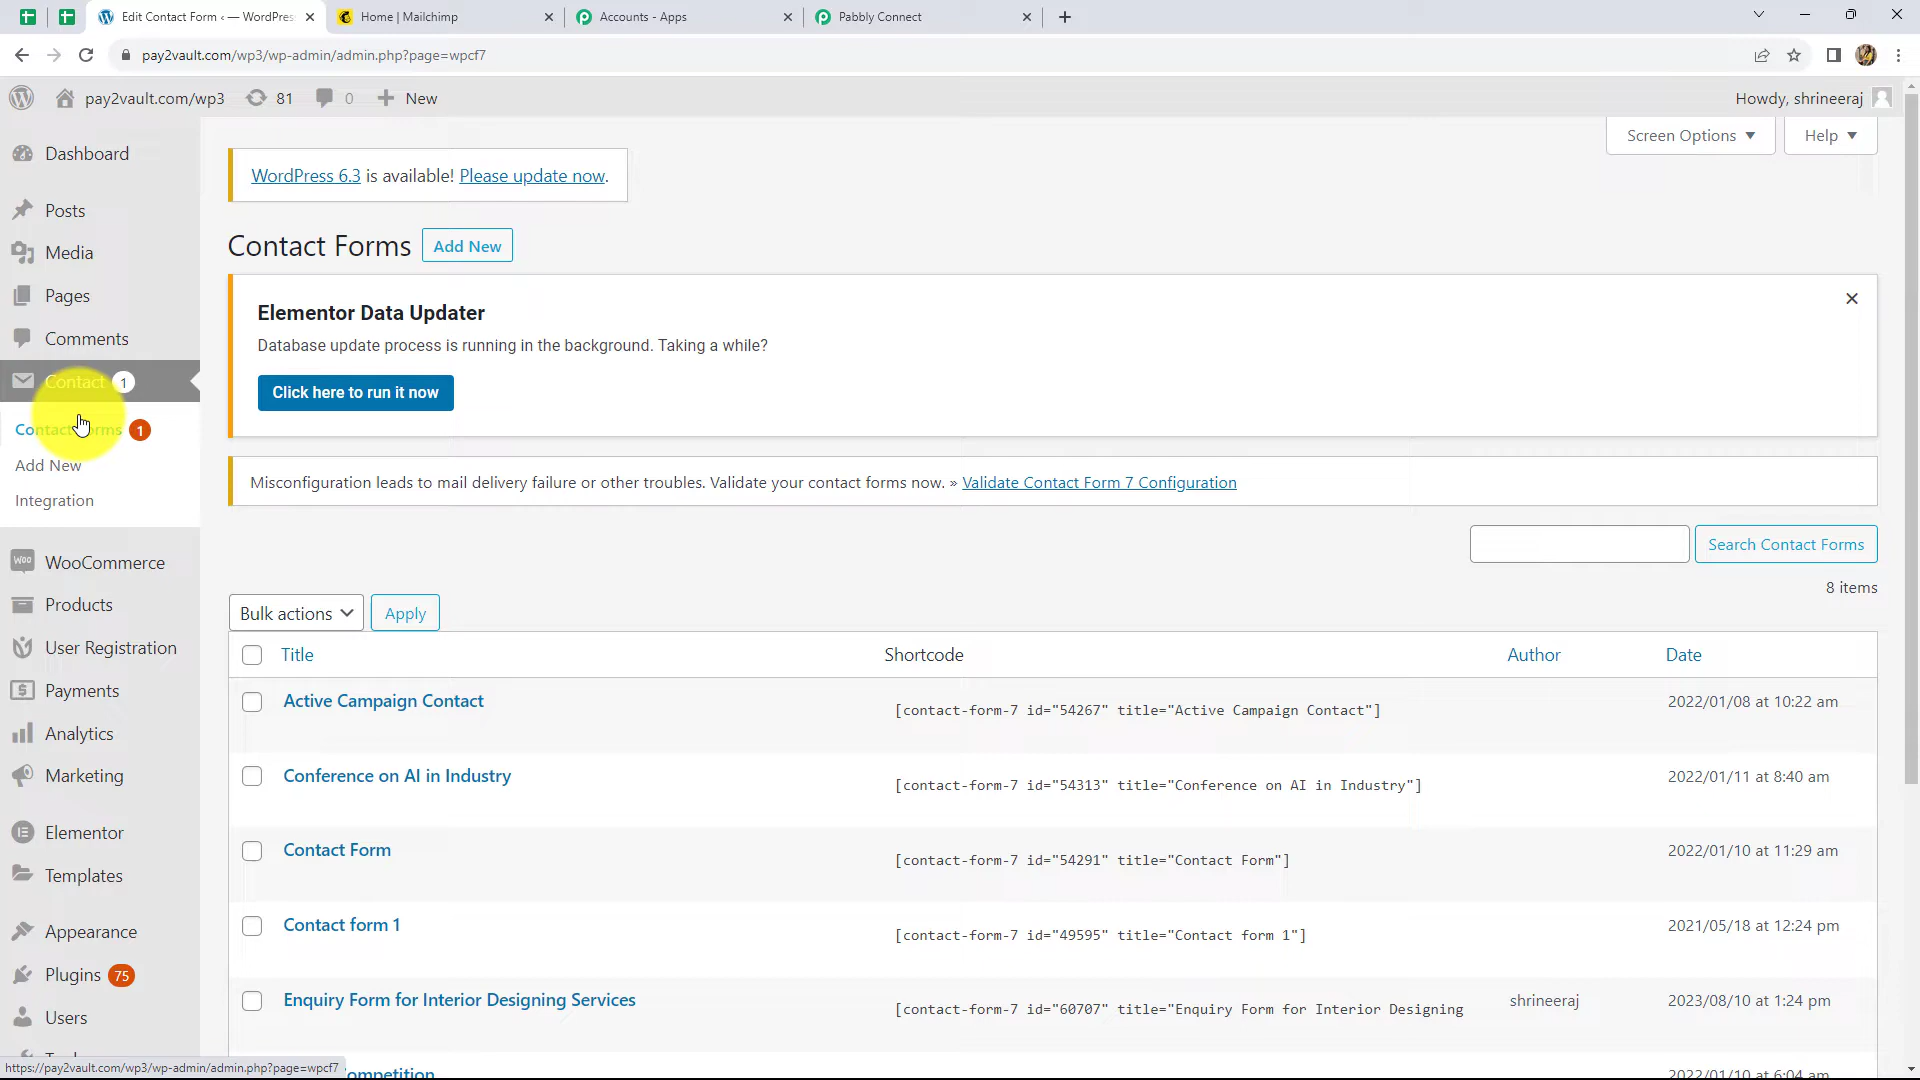 Edit Contact Form ‹ — WordPres
Home | Mailchimp
Accounts - Apps
Pabbly Connect
pay2vault.com/wp3/wp-admin/admin.php?page=wpcf7
pay2vault.com/wp3
81
0
New
Howdy, shrineeraj
Dashboard
Screen Options
Help
WordPress 6.3 is available! Please update now.
Posts
Media
Pages
Comments
Contact 1
Contact Forms 1
Add New
Integration
WooCommerce
Products
User Registration
Payments
Analytics
Marketing
Elementor
Templates
Appearance
Plugins 75
Users
Contact Forms
Add New
Elementor Data Updater
Database update process is running in the background. Taking a while?
Click here to run it now
Misconfiguration leads to mail delivery failure or other troubles. Validate your contact forms now. » Validate Contact Form 7 Configuration
Search Contact Forms
8 items
Bulk actions
Apply
Title Shortcode Author Date
Active Campaign Contact [contact-form-7 id="54267" title="Active Campaign Contact"] 2022/01/08 at 10:22 am
Conference on AI in Industry [contact-form-7 id="54313" title="Conference on AI in Industry"] 2022/01/11 at 8:40 am
Contact Form [contact-form-7 id="54291" title="Contact Form"] 2022/01/10 at 11:29 am
Contact form 1 [contact-form-7 id="49595" title="Contact form 1"] 2021/05/18 at 12:24 pm
Enquiry Form for Interior Designing Services [contact-form-7 id="60707" title="Enquiry Form for Interior Designing shrineeraj 2023/08/10 at 1:24 pm
ompetition 2022/01/10 at 6:04 am
https://pay2vault.com/wp3/wp-admin/admin.php?page=wpcf7